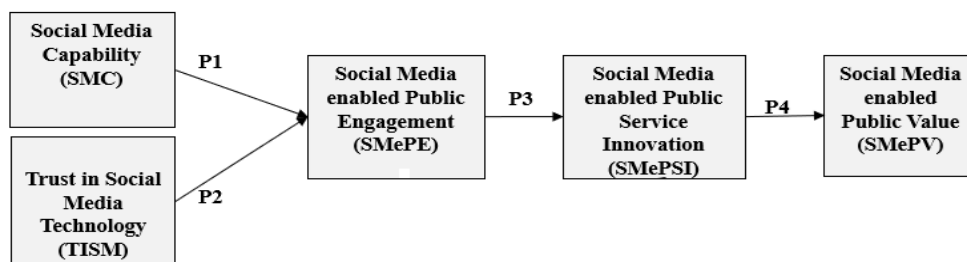 Social Media
Capability
(SMC)
P1
Trust in Social
Media
Technology
(TISM)
P2
Social Media
enabled Public
Engagement
(SMePE)
P3
Social Media
enabled Public
Service
Innovation
(SMePSI)
P4
Social Media
enabled
Public Value
(SMePV)